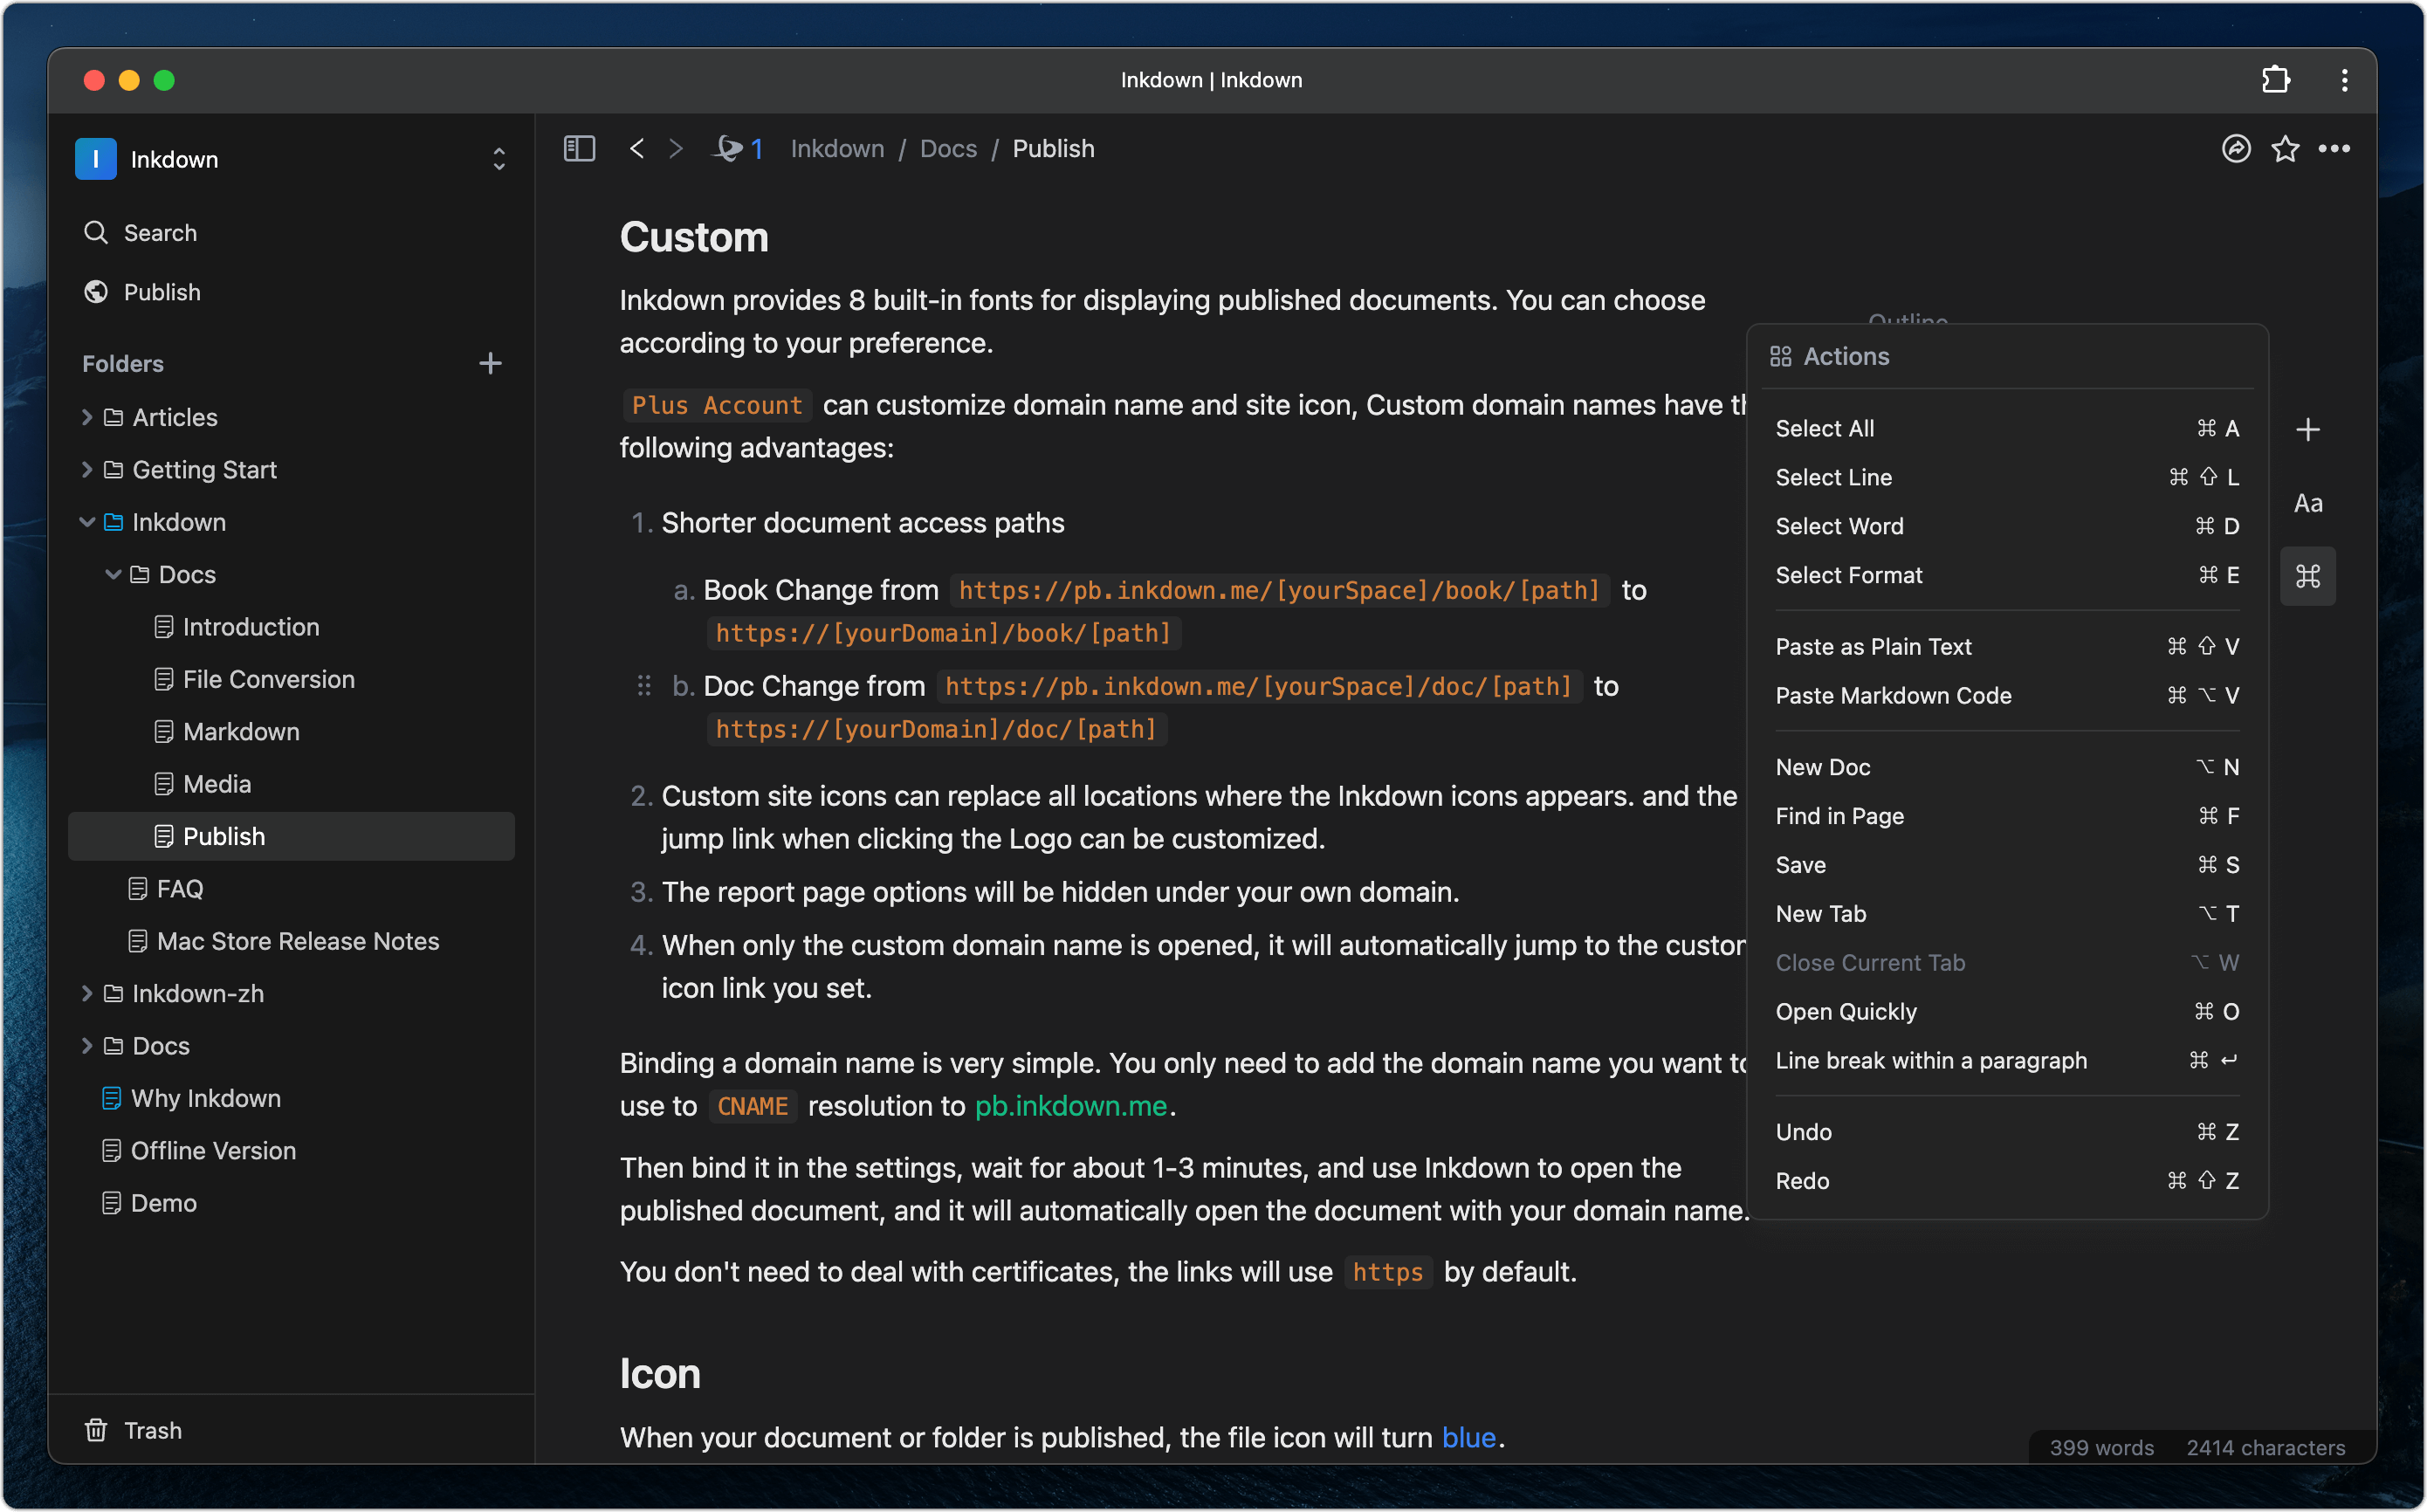 Inkdown | Inkdown
I Inkdown
Search
Publish
Folders
Articles
Getting Start
Inkdown
Docs
Introduction
File Conversion
Markdown
Media
Publish
FAQ
Mac Store Release Notes
Inkdown-zh
Docs
Why Inkdown
Offline Version
Demo
Trash
1 Inkdown / Docs / Publish
Custom
Inkdown provides 8 built-in fonts for displaying published documents. You can choose
according to your preference.
Plus Account can customize domain name and site icon, Custom domain names have
following advantages:
1. Shorter document access paths
a. Book Change from https://pb.inkdown.me/[yourSpace]/book/[path] to
https://[yourDomain]/book/[path]
b. Doc Change from https://pb.inkdown.me/[yourSpace]/doc/[path] to
https://[yourDomain]/doc/[path]
2. Custom site icons can replace all locations where the Inkdown icons appears. and the
jump link when clicking the Logo can be customized.
3. The report page options will be hidden under your own domain.
4. When only the custom domain name is opened, it will automatically jump to the custom
icon link you set.
Binding a domain name is very simple. You only need to add the domain name you want to
use to CNAME resolution to pb.inkdown.me.
Then bind it in the settings, wait for about 1-3 minutes, and use Inkdown to open the
published document, and it will automatically open the document with your domain name.
You don't need to deal with certificates, the links will use https by default.
Icon
When your document or folder is published, the file icon will turn blue.
Outline
Actions
Select All ⌘ A
Select Line ⌘ ⇧ L
Select Word ⌘ D
Select Format ⌘ E
Paste as Plain Text ⌘ ⇧ V
Paste Markdown Code ⌘ ⌥ V
New Doc ⌥ N
Find in Page ⌘ F
Save ⌘ S
New Tab ⌥ T
Close Current Tab ⌥ W
Open Quickly ⌘ O
Line break within a paragraph ⌘ ↵
Undo ⌘ Z
Redo ⌘ ⇧ Z
Aa
⌘
399 words 2414 characters